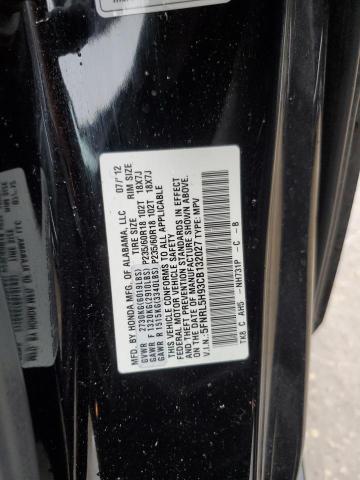 MFD. BY HONDA MFG. OF ALABAMA, LLC 07/'12
TIRE SIZE RIM SIZE
GVWR 2730KG(6019LBS)
GAWR F 1320KG(2910LBS) P235/60R18 102T 18X7J
GAWR R 1515KG(3340LBS) P235/60R18 102T 18X7J
THIS VEHICLE CONFORMS TO ALL APPLICABLE
FEDERAL MOTOR VEHICLE SAFETY
THEFT PREVENTION STANDARDS IN EFFECT
ON THE DATE OF MANUFACTURE SHOWN ABOVE.
V.I.N.:5FNRL5H93CB132027 TYPE: MPV
TK8 C AH5 - NH731P - C - B